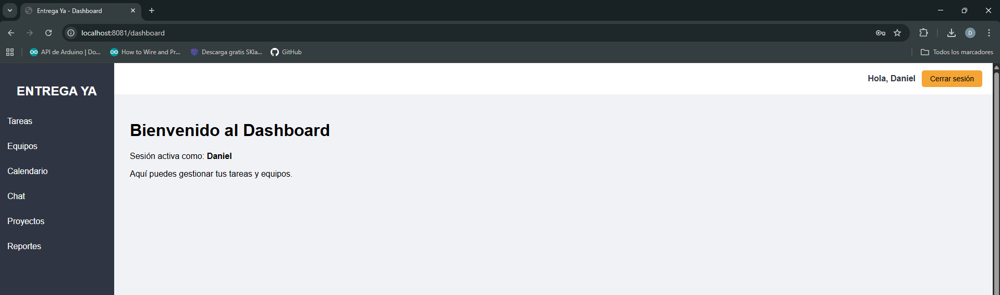 Entrega Ya - Dashboard
localhost:8081/dashboard
D
API de Arduino | Do...
How to Wire and Pr...
Descarga gratis SKla...
GitHub
Todos los marcadores
ENTREGA YA
Hola, Daniel
Cerrar sesión
Tareas
Equipos
Calendario
Chat
Proyectos
Reportes
Bienvenido al Dashboard
Sesión activa como: Daniel
Aquí puedes gestionar tus tareas y equipos.